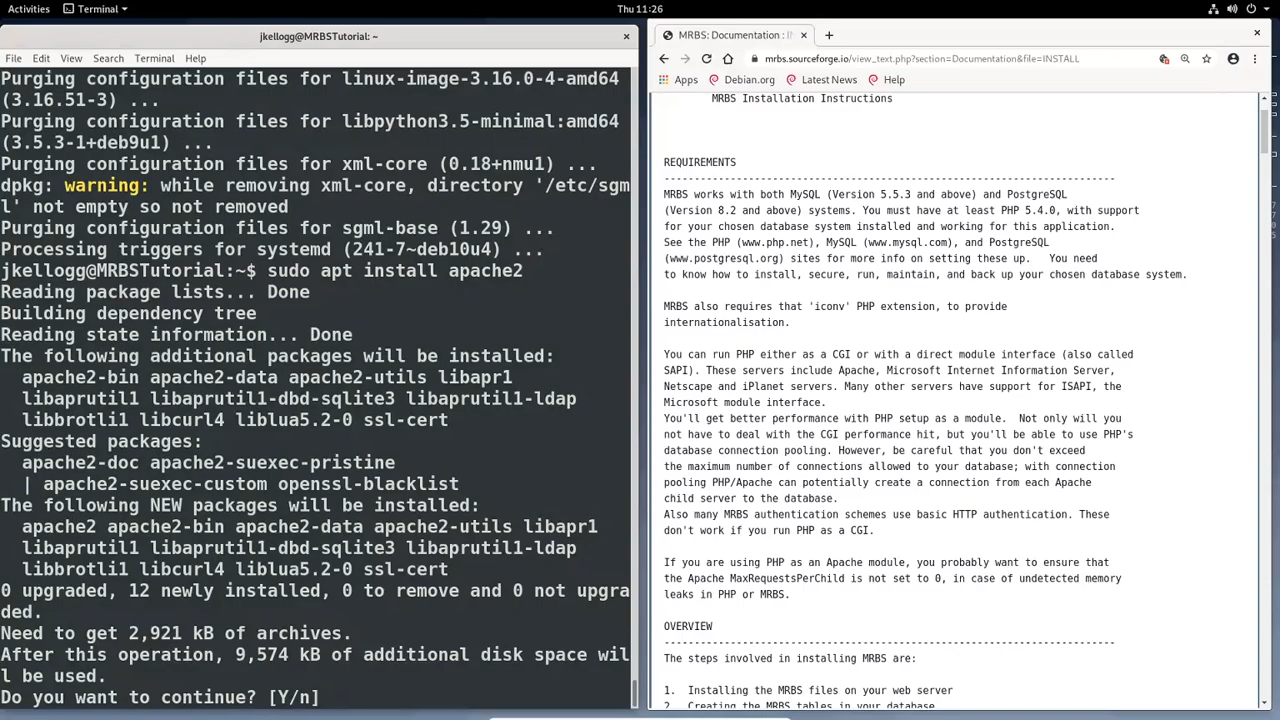 Activities Terminal Thu 11:26
jkellogg@MRBSTutorial: ~
File Edit View Search Terminal Help
Purging configuration files for linux-image-3.16.0-4-amd64
(3.16.51-3) ...
Purging configuration files for libpython3.5-minimal:amd64
(3.5.3-1+deb9u1) ...
Purging configuration files for xml-core (0.18+nmu1) ...
dpkg: warning: while removing xml-core, directory '/etc/sgm
l' not empty so not removed
Purging configuration files for sgml-base (1.29) ...
Processing triggers for systemd (241-7~deb10u4) ...
jkellogg@MRBSTutorial:~$ sudo apt install apache2
Reading package lists... Done
Building dependency tree
Reading state information... Done
The following additional packages will be installed:
apache2-bin apache2-data apache2-utils libapr1
libaprutil1 libaprutil1-dbd-sqlite3 libaprutil1-ldap
libbrotli1 libcurl4 liblua5.2-0 ssl-cert
Suggested packages:
apache2-doc apache2-suexec-pristine
| apache2-suexec-custom openssl-blacklist
The following NEW packages will be installed:
apache2 apache2-bin apache2-data apache2-utils libapr1
libaprutil1 libaprutil1-dbd-sqlite3 libaprutil1-ldap
libbrotli1 libcurl4 liblua5.2-0 ssl-cert
0 upgraded, 12 newly installed, 0 to remove and 0 not upgra
ded.
Need to get 2,921 kB of archives.
After this operation, 9,574 kB of additional disk space wil
l be used.
Do you want to continue? [Y/n]
MRBS: Documentation : IN
mrbs.sourceforge.io/view_text.php?section=Documentation&file=INSTALL
Apps Debian.org Latest News Help
MRBS Installation Instructions
REQUIREMENTS
---------------------------------------------------------------------------
MRBS works with both MySQL (Version 5.5.3 and above) and PostgreSQL
(Version 8.2 and above) systems. You must have at least PHP 5.4.0, with support
for your chosen database system installed and working for this application.
See the PHP (www.php.net), MySQL (www.mysql.com), and PostgreSQL
(www.postgresql.org) sites for more info on setting these up.   You need
to know how to install, secure, run, maintain, and back up your chosen database system.
MRBS also requires that 'iconv' PHP extension, to provide
internationalisation.
You can run PHP either as a CGI or with a direct module interface (also called
SAPI). These servers include Apache, Microsoft Internet Information Server,
Netscape and iPlanet servers. Many other servers have support for ISAPI, the
Microsoft module interface.
You'll get better performance with PHP setup as a module.  Not only will you
not have to deal with the CGI performance hit, but you'll be able to use PHP's
database connection pooling. However, be careful that you don't exceed
the maximum number of connections allowed to your database; with connection
pooling PHP/Apache can potentially create a connection from each Apache
child server to the database.
Also many MRBS authentication schemes use basic HTTP authentication. These
don't work if you run PHP as a CGI.
If you are using PHP as an Apache module, you probably want to ensure that
the Apache MaxRequestsPerChild is not set to 0, in case of undetected memory
leaks in PHP or MRBS.
OVERVIEW
---------------------------------------------------------------------------
The steps involved in installing MRBS are:
1.  Installing the MRBS files on your web server
2.  Creating the MRBS tables in your database